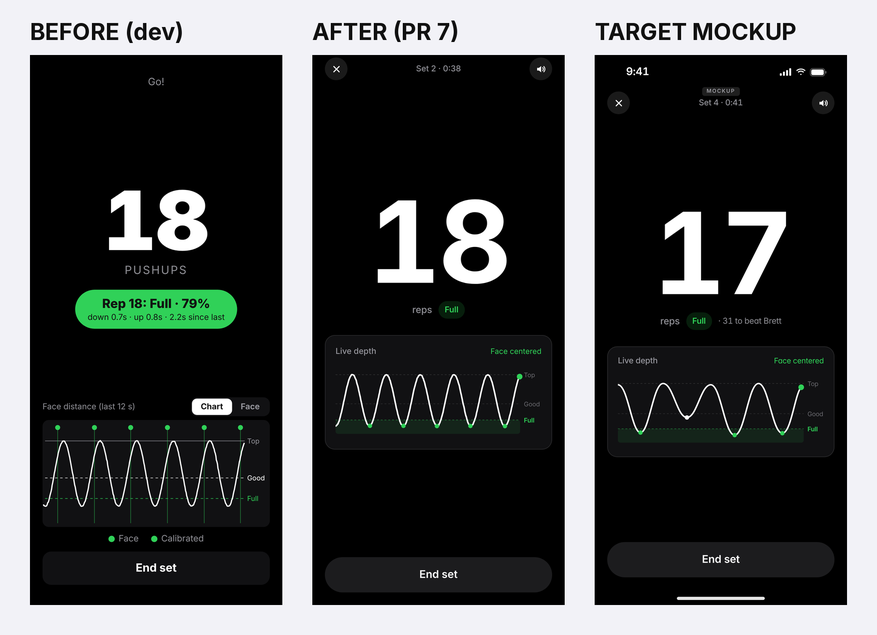 BEFORE (dev)
Go!
18
PUSHUPS
Rep 18: Full · 79%
down 0.7s · up 0.8s · 2.2s since last
Face distance (last 12 s)
Chart
Face
Top
Good
Full
Face
Calibrated
End set
AFTER (PR 7)
Set 2 · 0:38
18
reps
Full
Live depth
Face centered
Top
Good
Full
End set
TARGET MOCKUP
9:41
MOCKUP
Set 4 · 0:41
17
reps
Full
· 31 to beat Brett
Live depth
Face centered
Top
Good
Full
End set